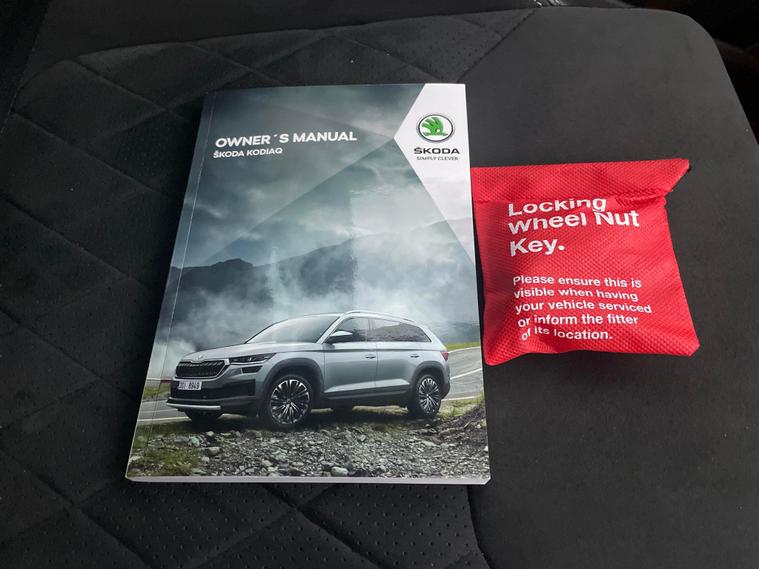 OWNER´S MANUAL
ŠKODA KODIAQ
ŠKODA
SIMPLY CLEVER
Locking
Wheel Nut
Key.
Please ensure this is
visible when having
your vehicle serviced
or inform the fitter
of its location.